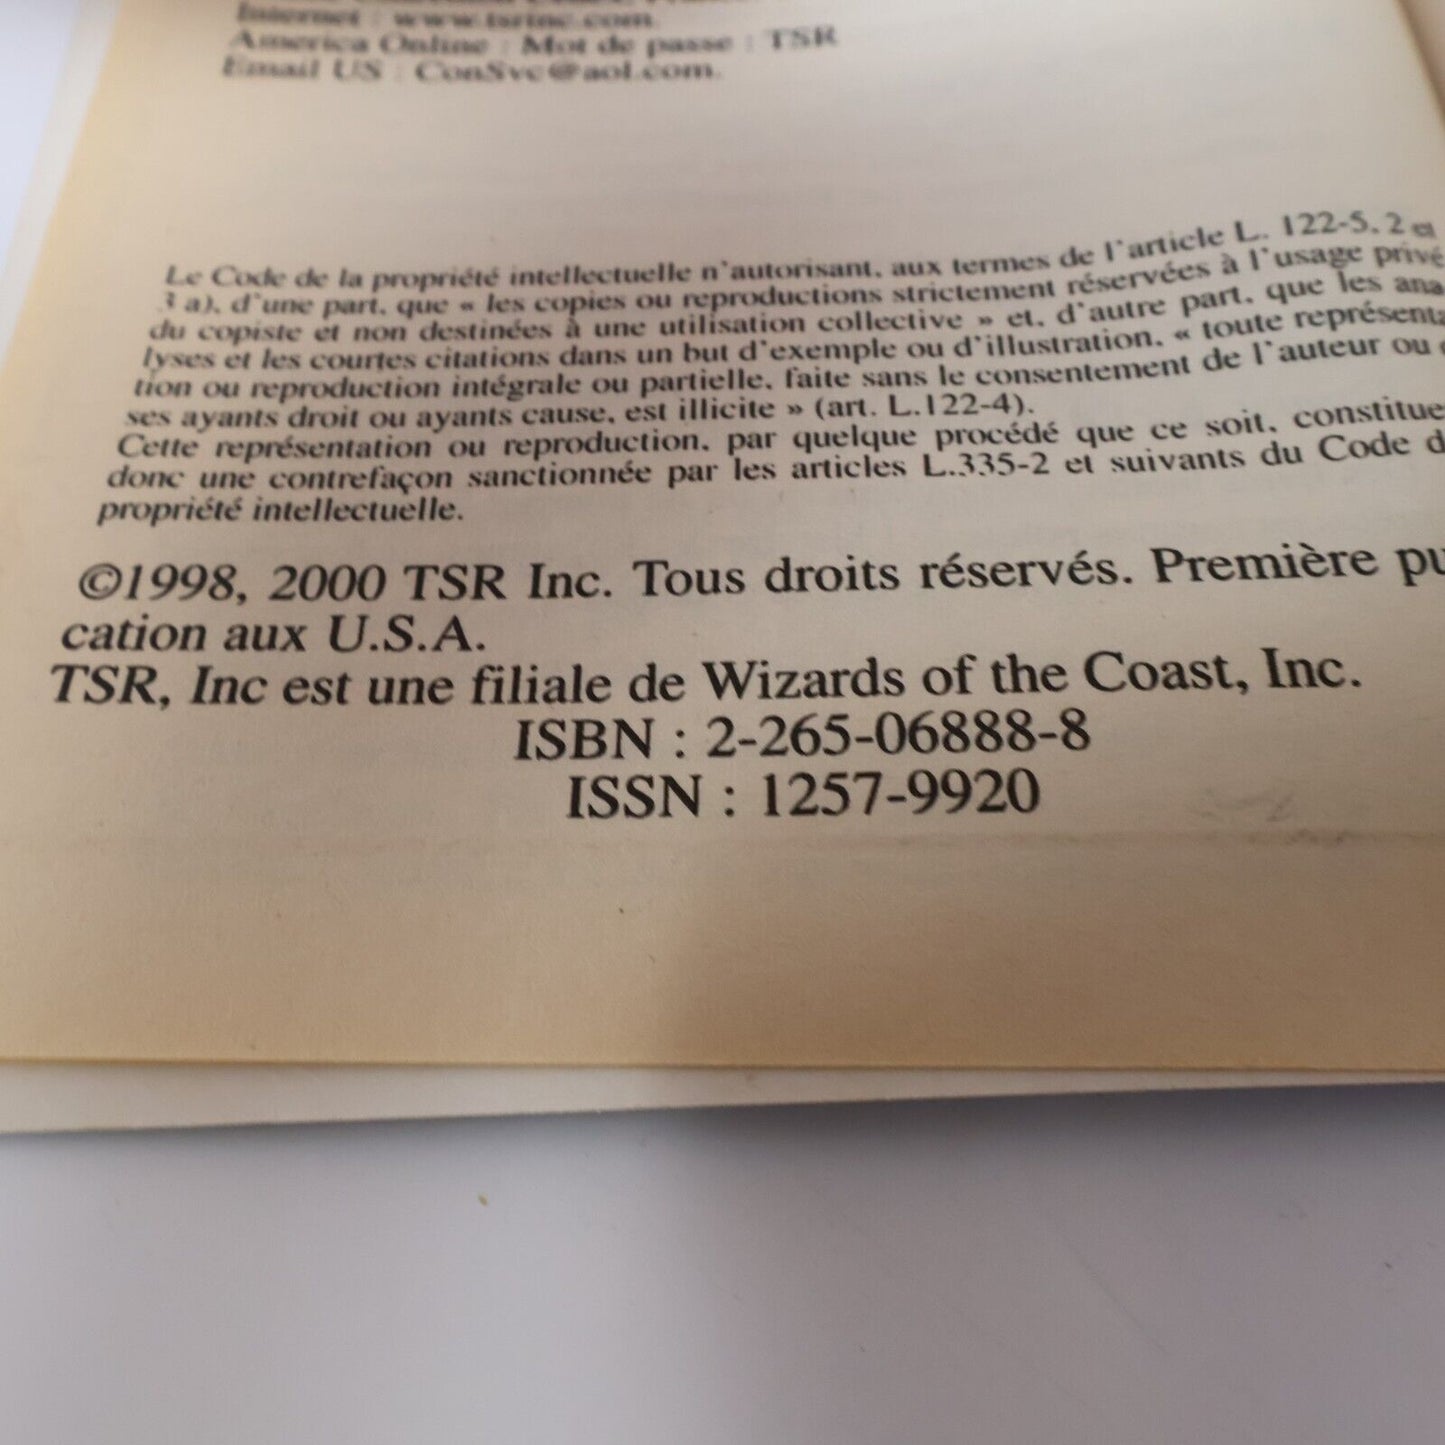 Internet : www.tsrinc.com.
America Online : Mot de passe : TSR
Email US : ConSvc@aol.com.
Le Code de la propriété intellectuelle n'autorisant, aux termes de l'article L. 122-5, 2 et
3 a), d'une part, que « les copies ou reproductions strictement réservées à l'usage privé
du copiste et non destinées à une utilisation collective » et, d'autre part, que les ana
lyses et les courtes citations dans un but d'exemple ou d'illustration, « toute représenta
tion ou reproduction intégrale ou partielle, faite sans le consentement de l'auteur ou
ses ayants droit ou ayants cause, est illicite » (art. L.122-4).
Cette représentation ou reproduction, par quelque procédé que ce soit, constitue
donc une contrefaçon sanctionnée par les articles L.335-2 et suivants du Code d
propriété intellectuelle.
©1998, 2000 TSR Inc. Tous droits réservés. Première pu
cation aux U.S.A.
TSR, Inc est une filiale de Wizards of the Coast, Inc.
ISBN : 2-265-06888-8
ISSN : 1257-9920